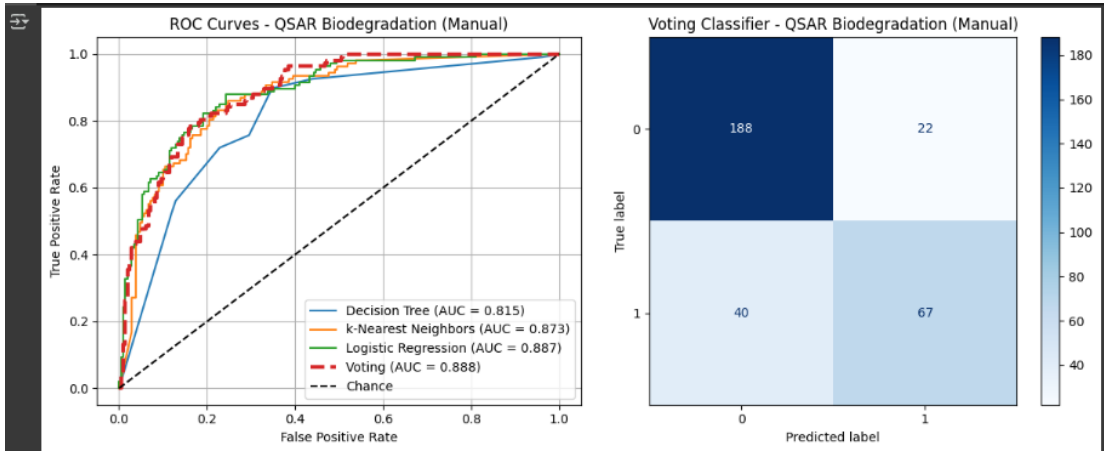 ROC Curves - QSAR Biodegradation (Manual)
1.0
0.8
0.6
0.4
0.2
0.0
True Positive Rate
0.0
0.2
0.4
0.6
0.8
1.0
False Positive Rate
Decision Tree (AUC = 0.815)
k-Nearest Neighbors (AUC = 0.873)
Logistic Regression (AUC = 0.887)
Voting (AUC = 0.888)
Chance
Voting Classifier - QSAR Biodegradation (Manual)
True label
0
1
188
22
40
67
0
1
Predicted label
180
160
140
120
100
80
60
40